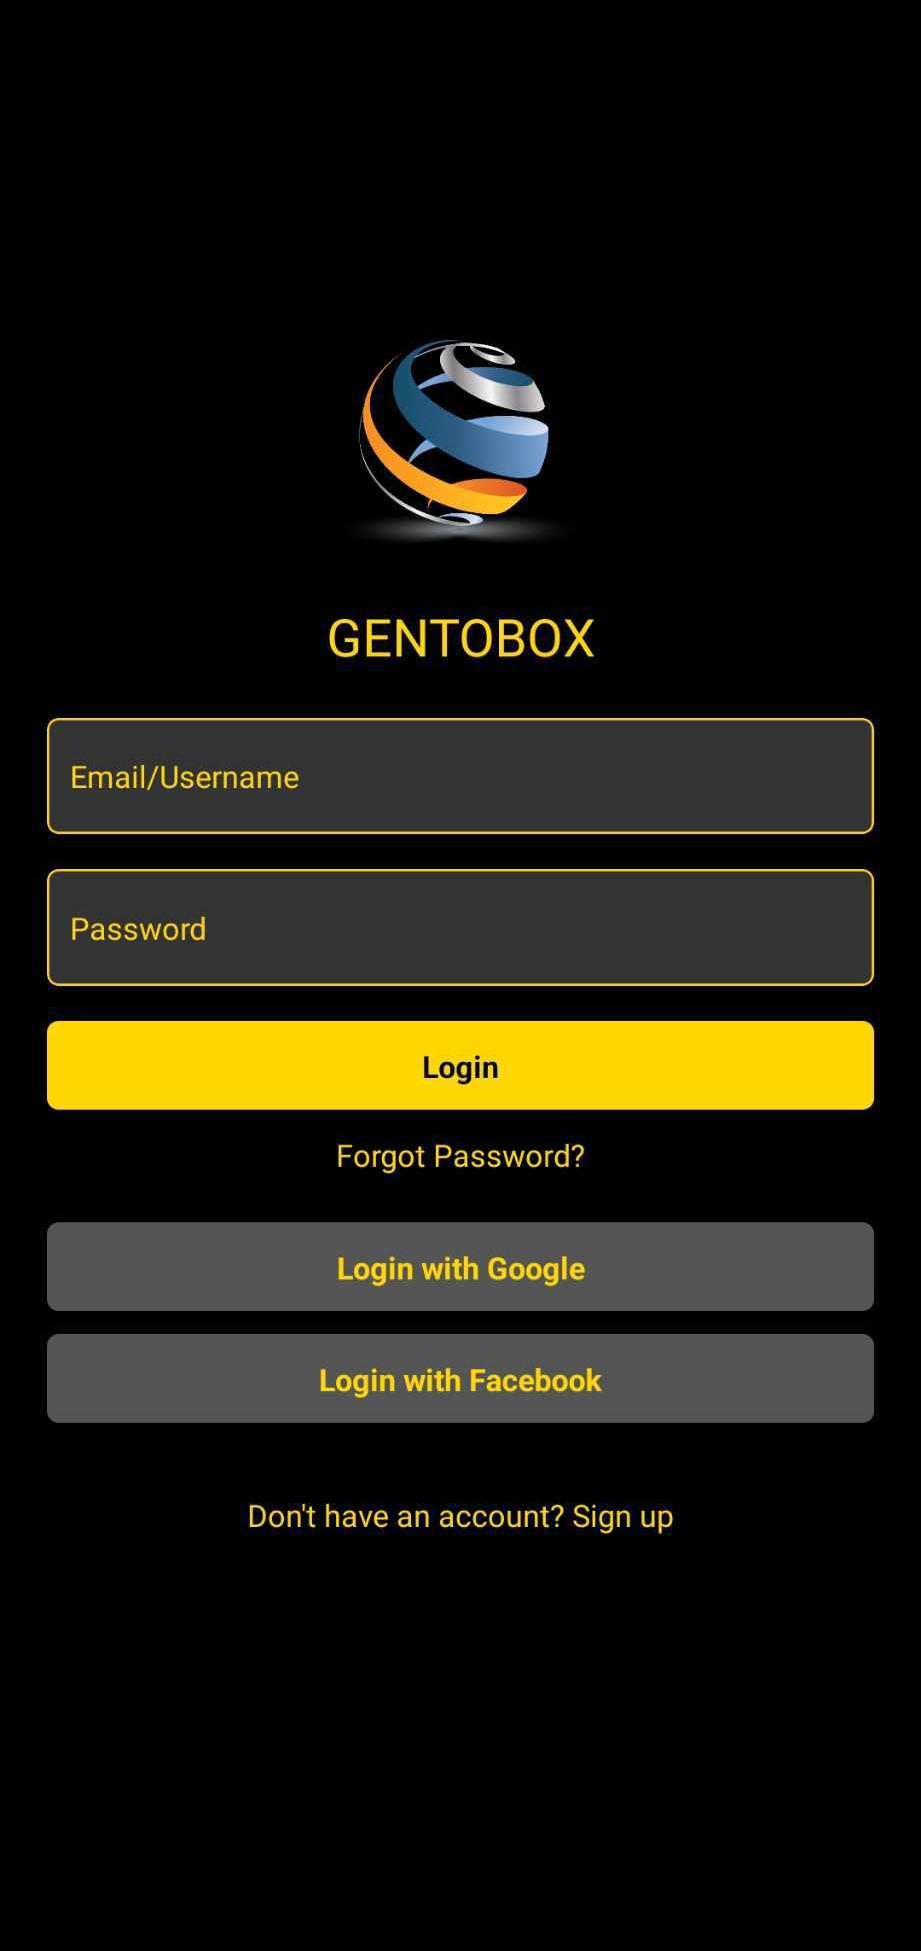 GENTOBOX
Email/Username
Password
Login
Forgot Password?
Login with Google
Login with Facebook
Don't have an account? Sign up